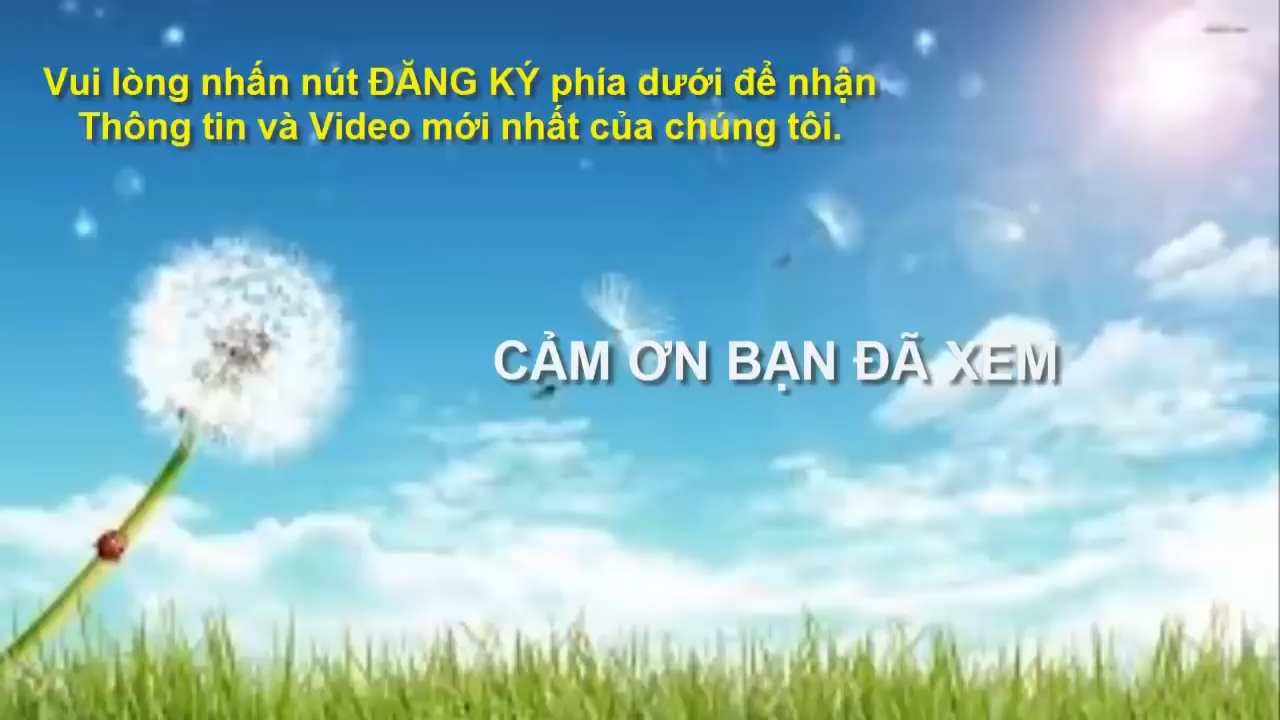 Vui lòng nhấn nút ĐĂNG KÝ phía dưới để nhận
Thông tin và Video mới nhất của chúng tôi.
CẢM ƠN BẠN ĐÃ XEM